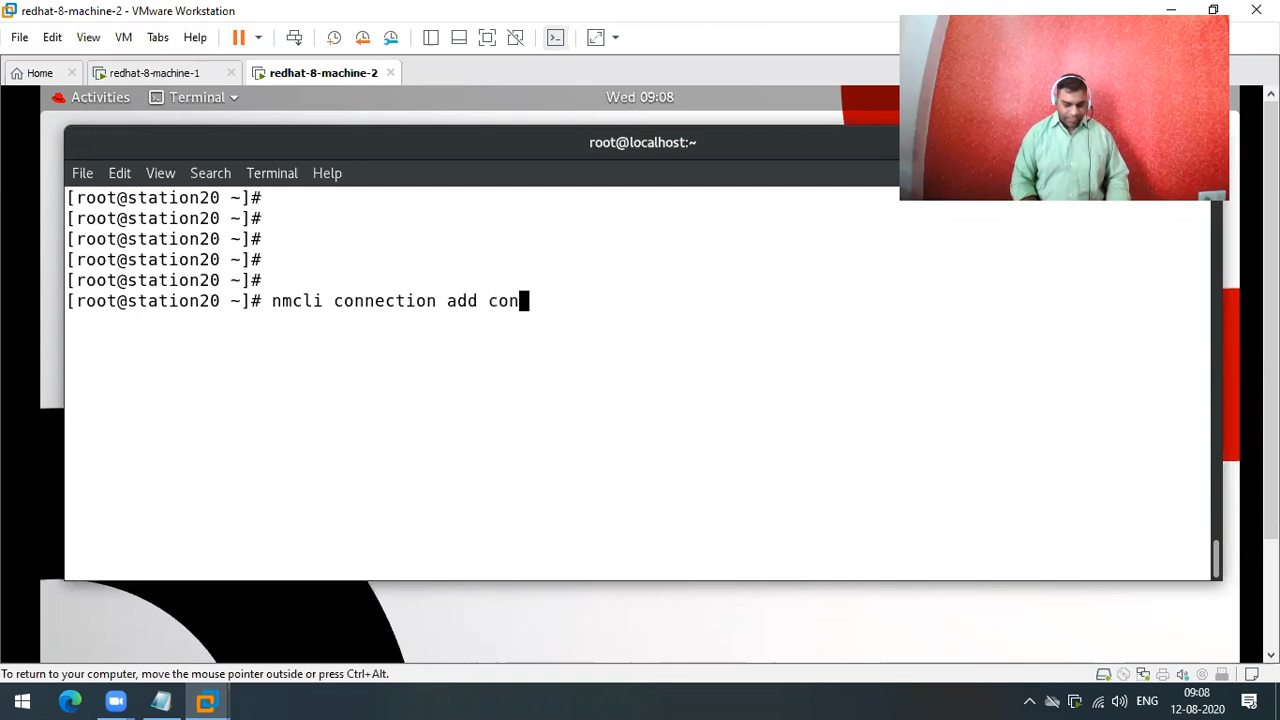 redhat-8-machine-2 - VMware Workstation
File Edit View VM Tabs Help
Home redhat-8-machine-1 redhat-8-machine-2
Activities Terminal Wed 09:08
root@localhost:~
File Edit View Search Terminal Help
[root@station20 ~]#
[root@station20 ~]#
[root@station20 ~]#
[root@station20 ~]#
[root@station20 ~]#
[root@station20 ~]# nmcli connection add con
To return to your computer, move the mouse pointer outside or press Ctrl+Alt.
ENG 09:08
12-08-2020